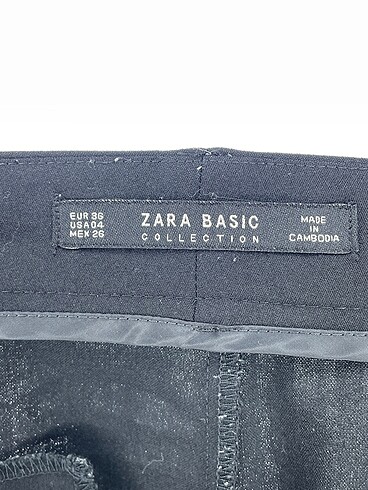 EUR 36
USA 04
MEX 26
ZARA BASIC
COLLECTION
MADE
IN
CAMBODIA